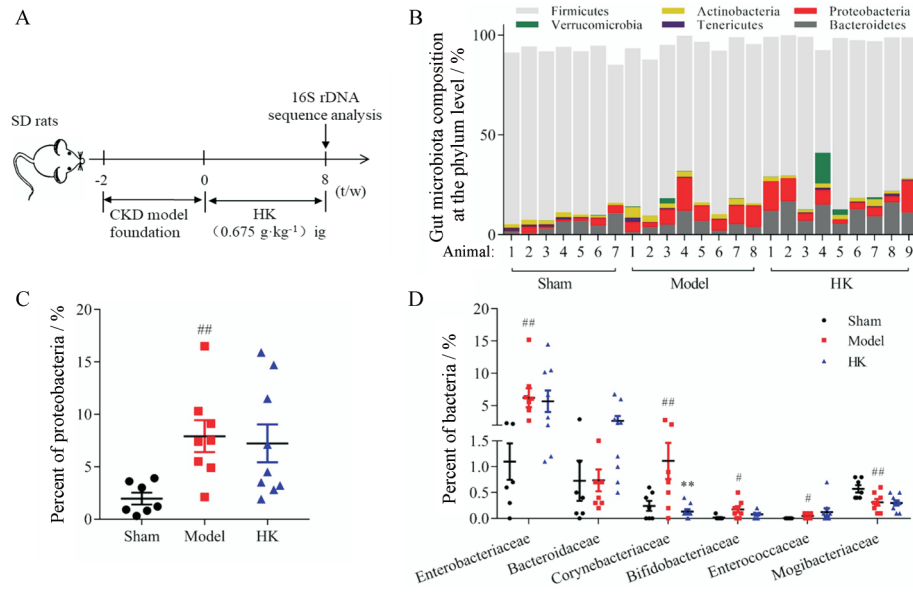 A
SD rats
16S rDNA
sequence analysis
-2
0
8
(t/w)
CKD model
foundation
HK
(0.675 g·kg⁻¹) ig
B
Firmicutes
Actinobacteria
Proteobacteria
Verrucomicrobia
Tenericutes
Bacteroidetes
Gut microbiota composition
at the phylum level / %
100
50
0
Animal: 1 2 3 4 5 6 7 1 2 3 4 5 6 7 8 1 2 3 4 5 6 7 8 9
Sham
Model
HK
C
Percent of proteobacteria / %
20
15
10
5
0
##
Sham
Model
HK
D
Percent of bacteria / %
20
15
10
5
1.5
1.0
0.5
0.0
Sham
Model
HK
##
##
**
#
#
##
Enterobacteriaceae
Bacteroidaceae
Corynebacteriaceae
Bifidobacteriaceae
Enterococcaceae
Mogibacteriaceae